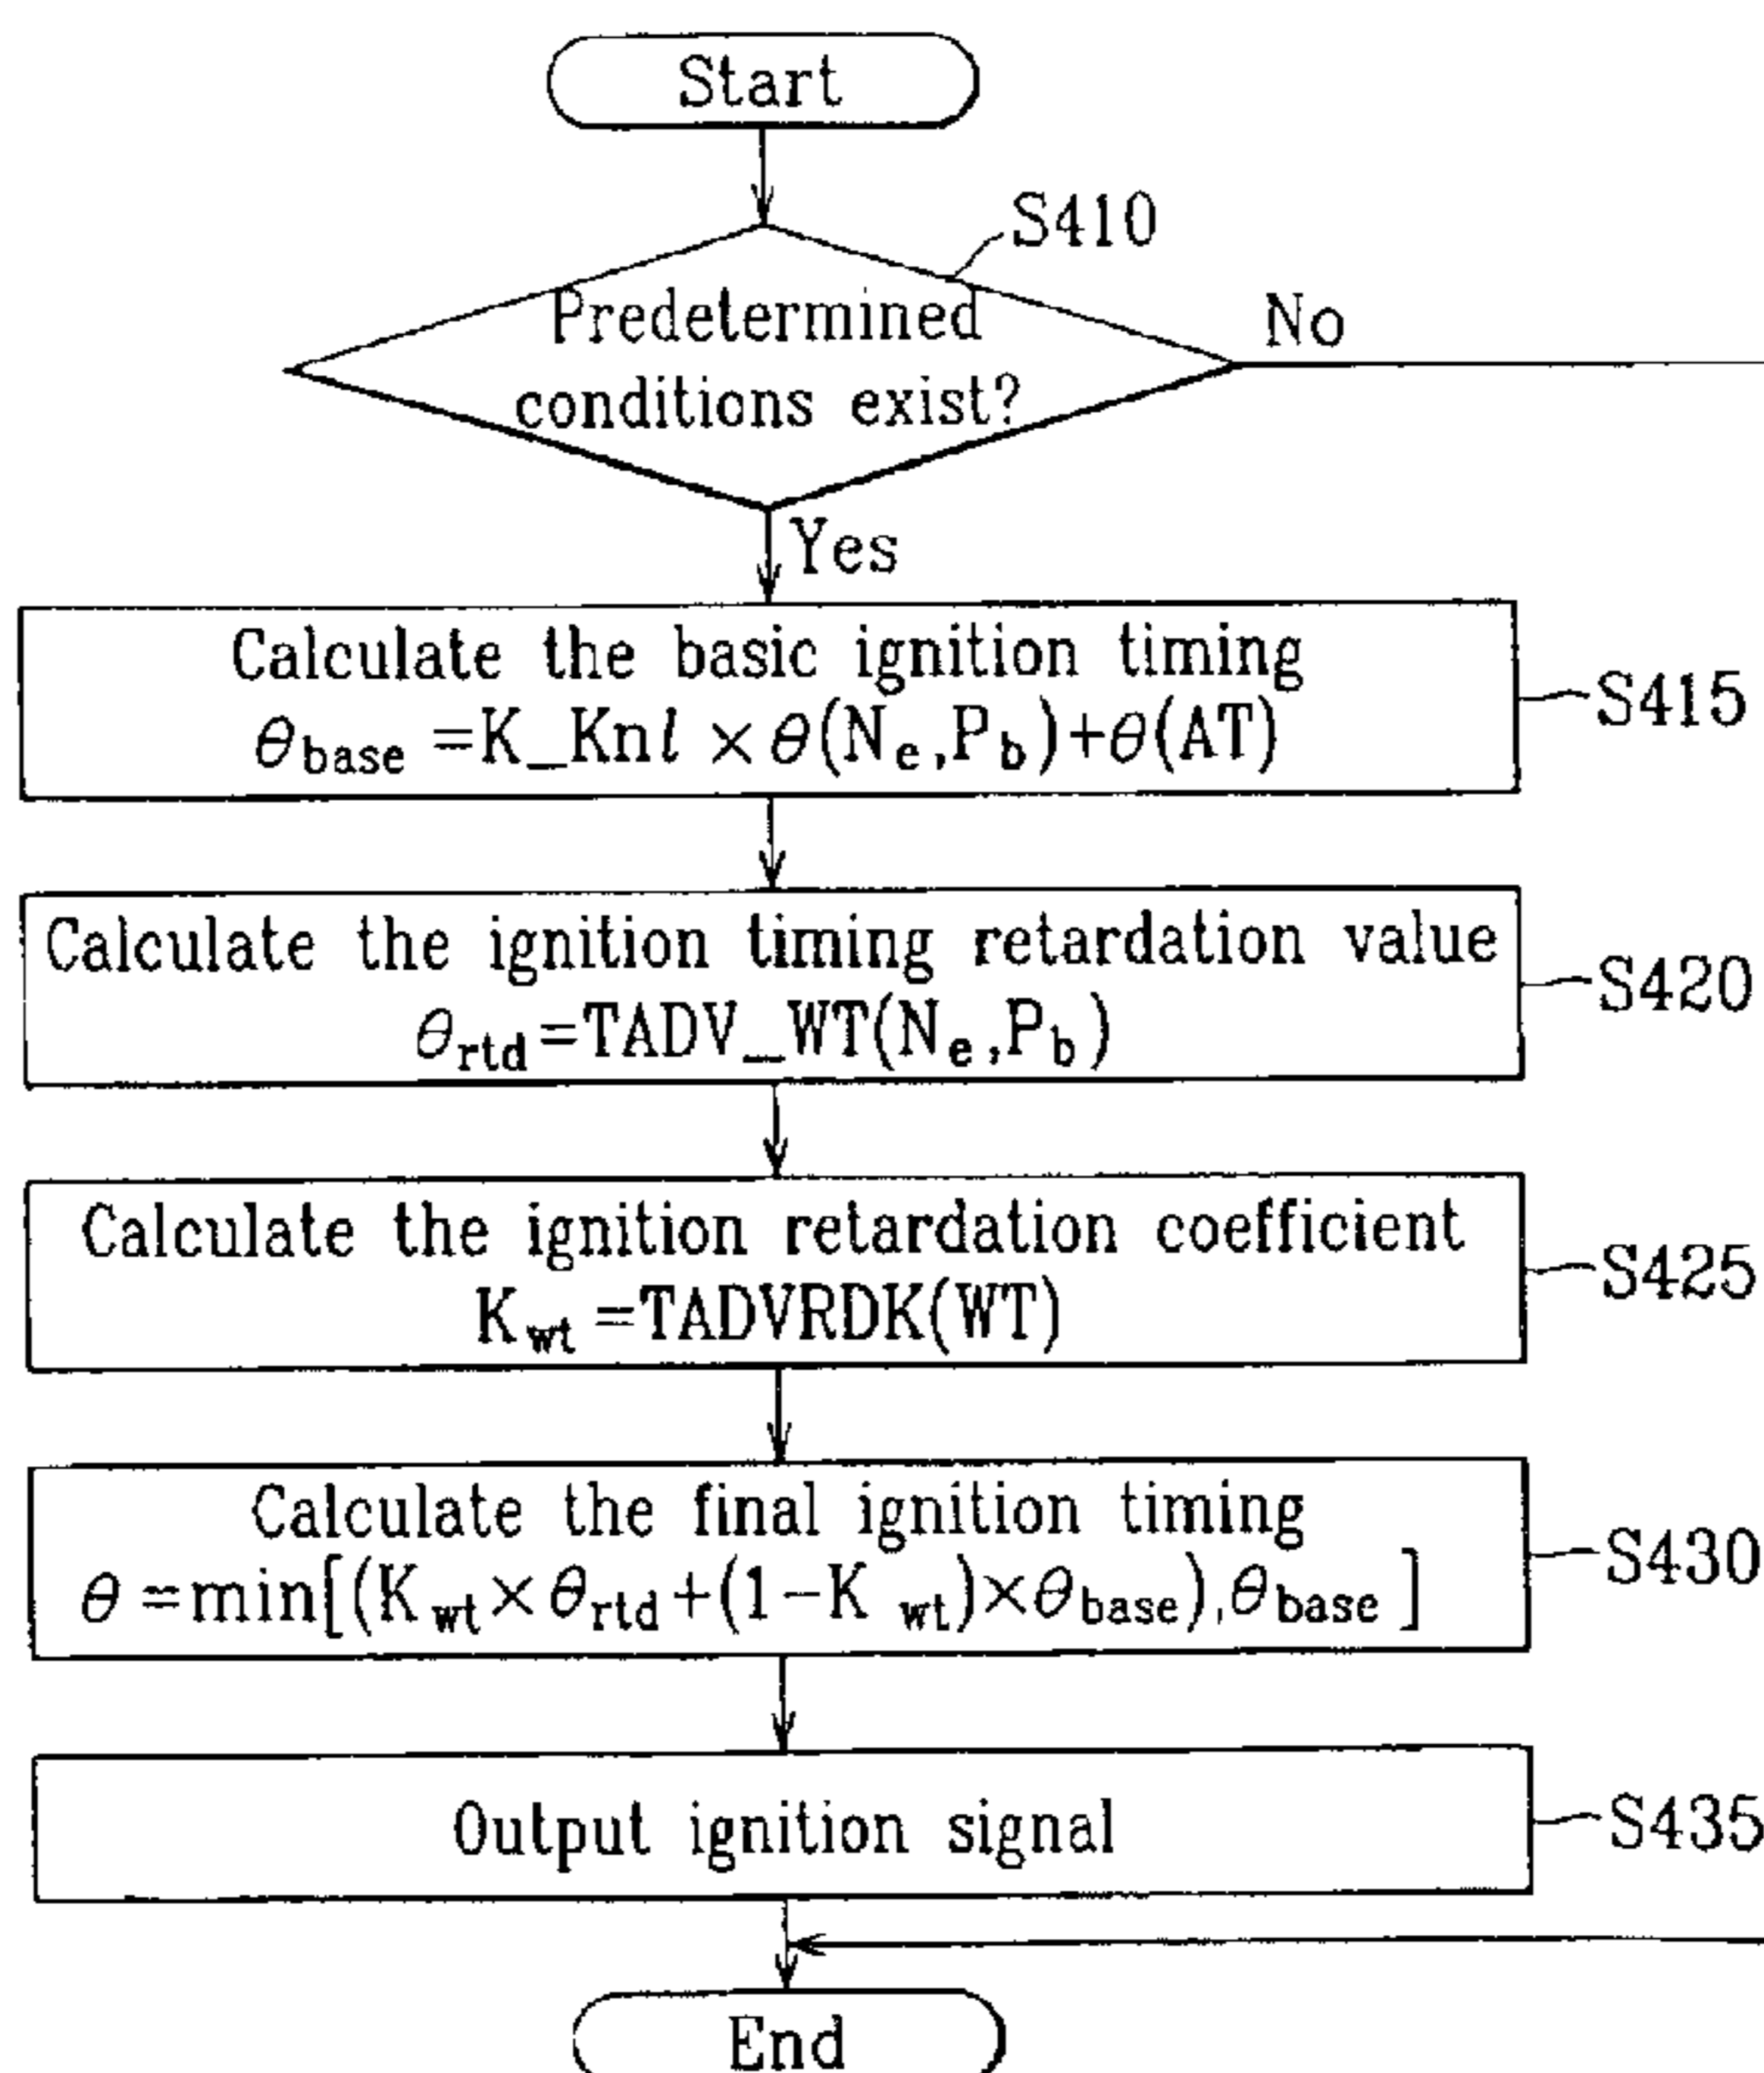 Start
S410
Predetermined
conditions exist?
No
Yes
Calculate the basic ignition timing
θbase =K_Knl × θ(Ne,Pb)+θ(AT)
S415
Calculate the ignition timing retardation value
θrtd=TADV_WT(Ne,Pb)
S420
Calculate the ignition retardation coefficient
Kwt=TADVRDK(WT)
S425
Calculate the final ignition timing
θ=min[(Kwt×θrtd+(1-Kwt)×θbase),θbase]
S430
Output ignition signal
S435
End